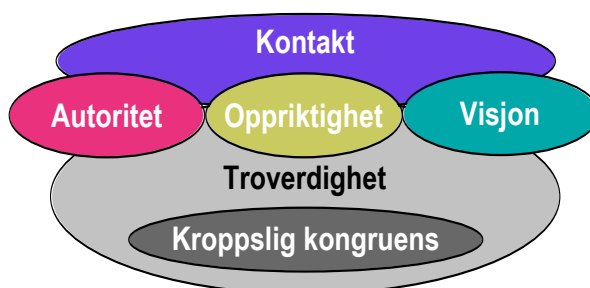 Kontakt
Autoritet
Oppriktighet
Visjon
Troverdighet
Kroppslig kongruens